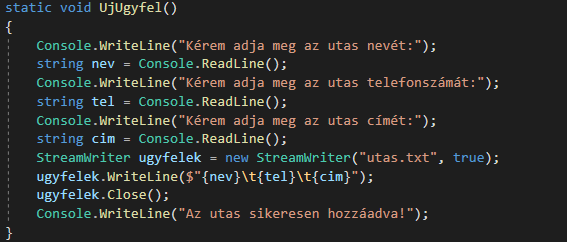 static void UjUgyfel()
{
Console.WriteLine("Kérem adja meg az utas nevét:");
string nev = Console.ReadLine();
Console.WriteLine("Kérem adja meg az utas telefonszámát:");
string tel = Console.ReadLine();
Console.WriteLine("Kérem adja meg az utas címét:");
string cim = Console.ReadLine();
StreamWriter ugyfelek = new StreamWriter("utas.txt", true);
ugyfelek.WriteLine($"{nev}\t{tel}\t{cim}");
ugyfelek.Close();
Console.WriteLine("Az utas sikeresen hozzáadva!");
}